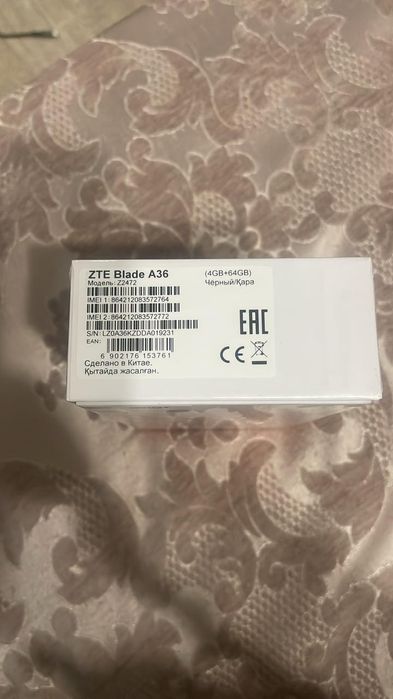 ZTE Blade A36
(4GB+64GB)
Модель: Z2472
Чёрный/Қара
IMEI 1: 864212083572764
IMEI 2: 864212083572772
S/N: LZ0A36KZDDA019231
EAN:
6 902176 153761
Сделано в Китае.
Қытайда жасалған.
EAC
CE